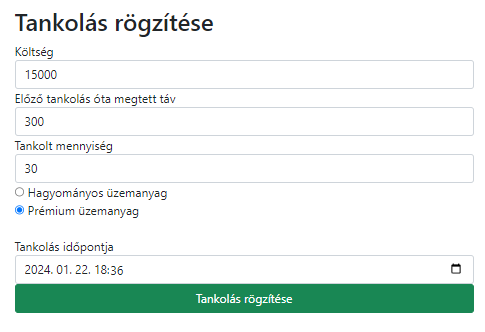 Tankolás rögzítése
Költség
15000
Előző tankolás óta megtett táv
300
Tankolt mennyiség
30
Hagyományos üzemanyag
Prémium üzemanyag
Tankolás időpontja
2024. 01. 22. 18:36
Tankolás rögzítése